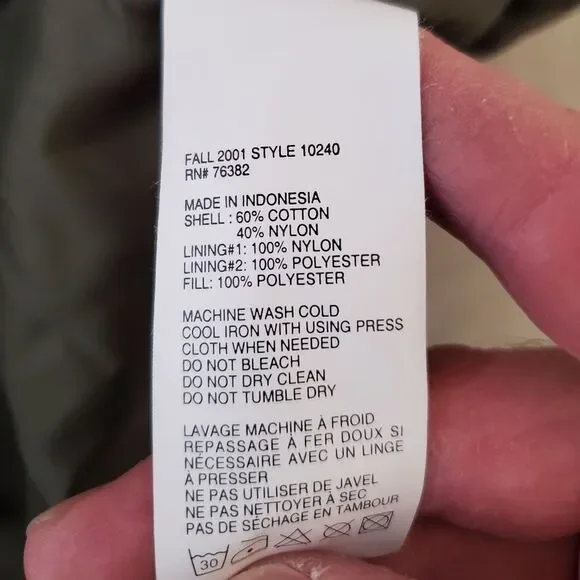 FALL 2001 STYLE 10240
RN# 76382
MADE IN INDONESIA
SHELL : 60% COTTON
40% NYLON
LINING#1: 100% NYLON
LINING#2: 100% POLYESTER
FILL: 100% POLYESTER
MACHINE WASH COLD
COOL IRON WITH USING PRESS
CLOTH WHEN NEEDED
DO NOT BLEACH
DO NOT DRY CLEAN
DO NOT TUMBLE DRY
LAVAGE MACHINE À FROID
REPASSAGE À FER DOUX SI
NÉCESSAIRE AVEC UN LINGE
À PRESSER
NE PAS UTILISER DE JAVEL
NE PAS NETTOYER À SEC
PAS DE SÉCHAGE EN TAMBOUR
30